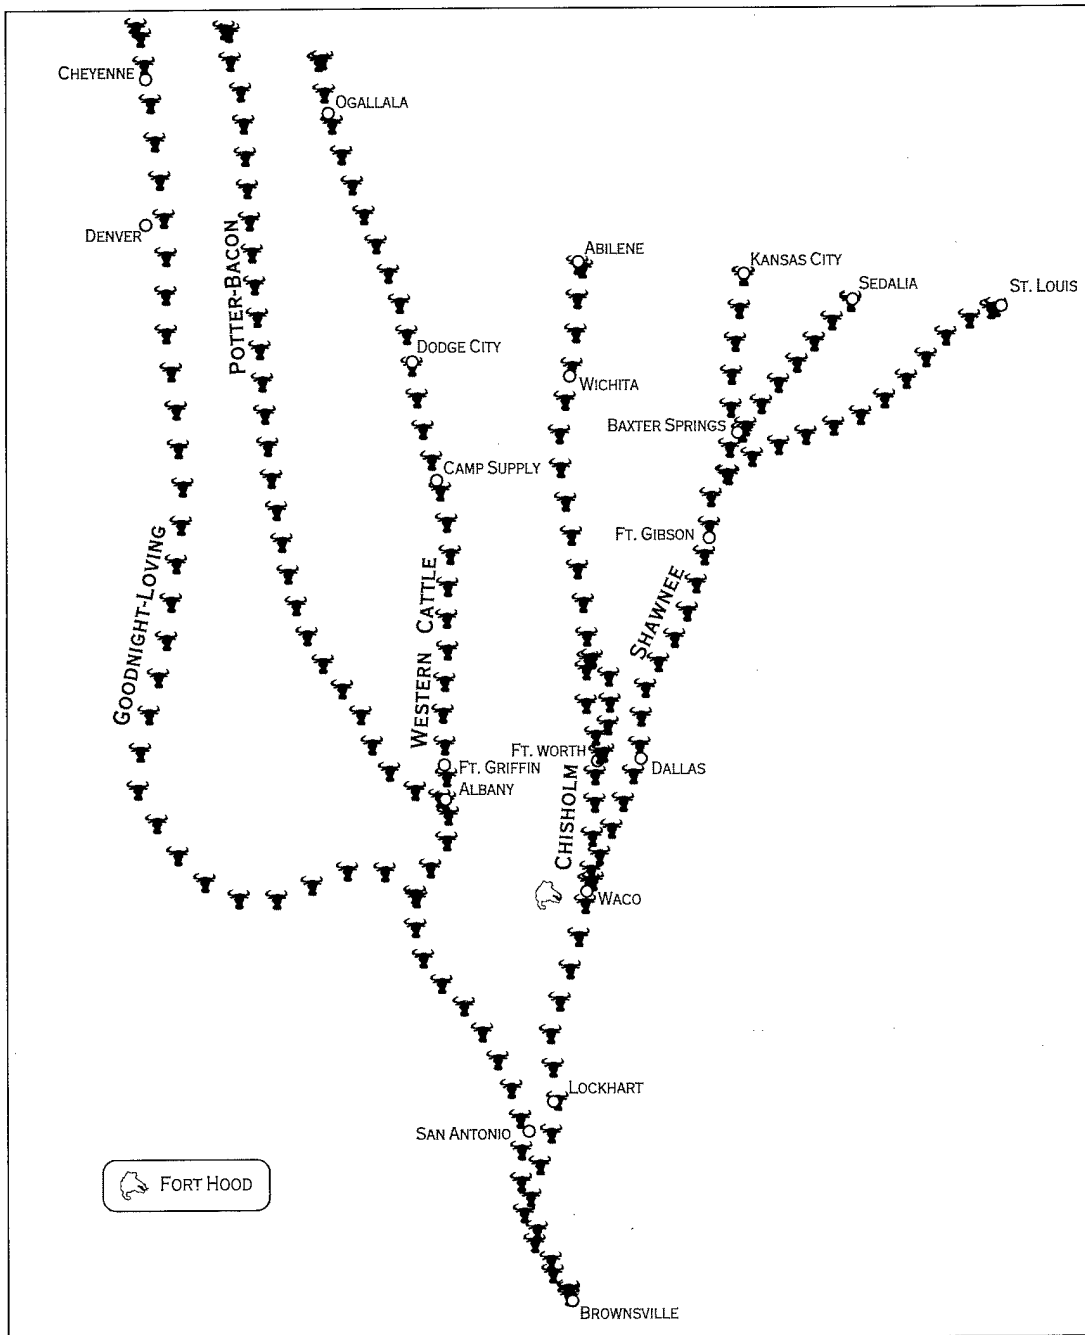 CHEYENNE
OGALLALA
DENVER
POTTER-BACON
ABILENE
KANSAS CITY
SEDALIA
ST. LOUIS
DODGE CITY
WICHITA
BAXTER SPRINGS
CAMP SUPPLY
FT. GIBSON
GOODNIGHT-LOVING
WESTERN CATTLE
SHAWNEE
FT. WORTH
FT. GRIFFIN
DALLAS
ALBANY
CHISHOLM
WACO
LOCKHART
SAN ANTONIO
FORT HOOD
BROWNSVILLE